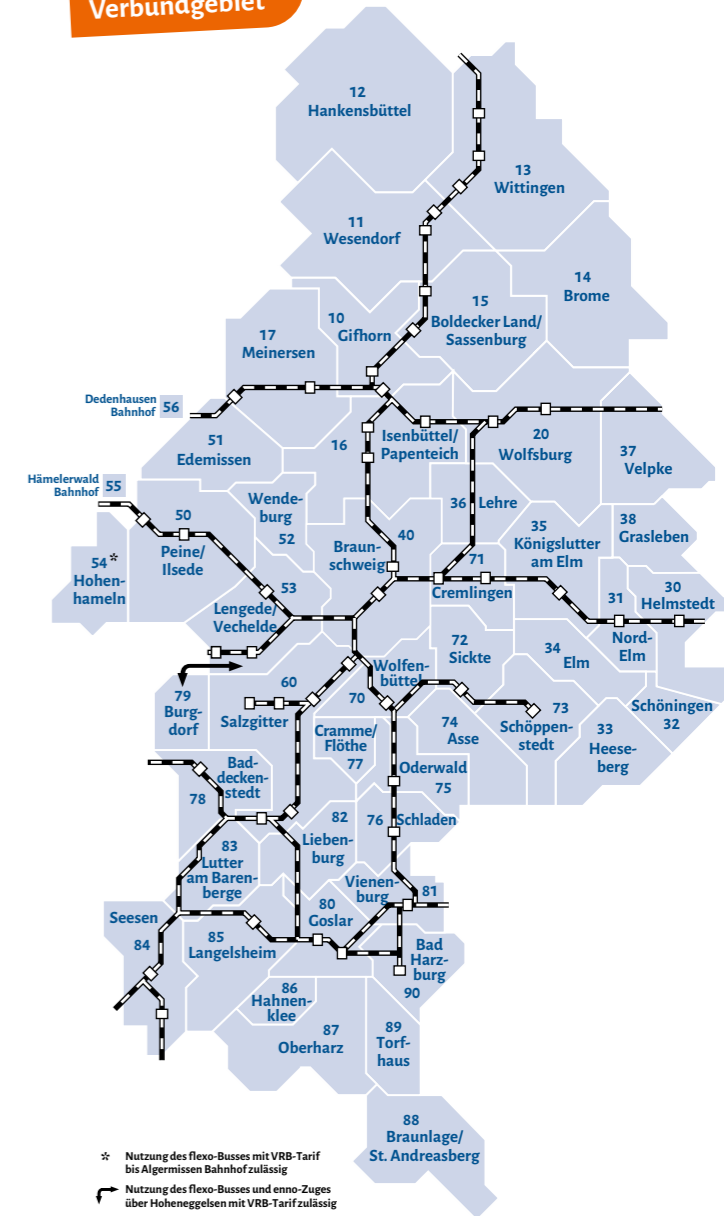 Verbundgebiet
12
Hankensbüttel
13
Wittingen
11
Wesendorf
14
Brome
15
Boldecker Land/
Sassenburg
10
Gifhorn
17
Meinersen
Dedenhausen
Bahnhof
56
51
Edemissen
16
Isenbüttel/
Papenteich
20
Wolfsburg
37
Velpke
Hämelerwald
Bahnhof
55
50
Peine/
Ilsede
Wende-
burg
52
36
Lehre
35
Königslutter
am Elm
38
Grasleben
54*
Hohen-
hameln
40
Braun-
schweig
71
Cremlingen
53
Lengede/
Vechelde
31
Nord-
Elm
30
Helmstedt
72
Sickte
34
Elm
79
Burg-
dorf
60
Salzgitter
70
Wolfen-
büttel
73
Schöppen-
stedt
Schöningen
32
74
Asse
33
Heese-
berg
Cramme/
Flöthe
77
Oderwald
75
Bad-
decken-
stedt
78
82
Lieben-
burg
76
Schladen
83
Lutter
am Baren-
berge
Vienen-
burg
81
80
Goslar
Seesen
84
85
Langelsheim
Bad
Harz-
burg
90
86
Hahnen-
klee
87
Oberharz
89
Torf-
haus
88
Braunlage/
St. Andreasberg
* Nutzung des flexo-Busses mit VRB-Tarif
bis Algermissen Bahnhof zulässig
Nutzung des flexo-Busses und enno-Zuges
über Hoheneggelsen mit VRB-Tarif zulässig